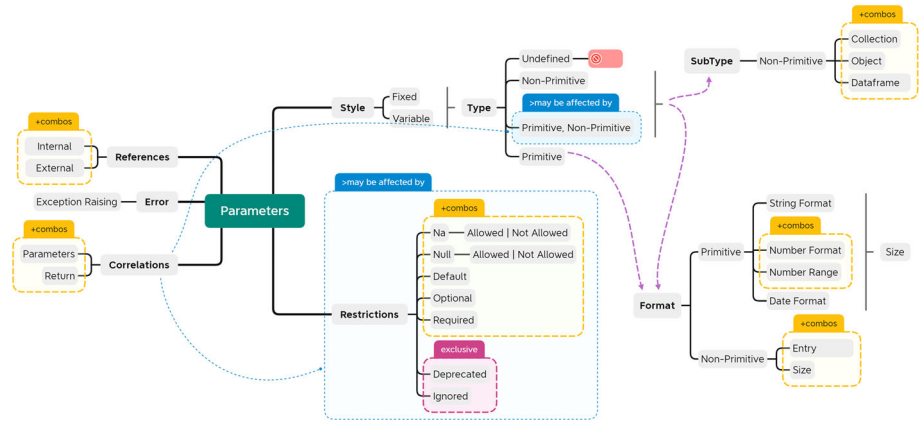 +combos
Internal
External
References
Exception Raising
Error
+combos
Parameters
Return
Correlations
Parameters
Style
Fixed
Variable
Type
Undefined
Non-Primitive
>may be affected by
Primitive, Non-Primitive
Primitive
>may be affected by
Restrictions
+combos
Na
Allowed | Not Allowed
Null
Allowed | Not Allowed
Default
Optional
Required
exclusive
Deprecated
Ignored
SubType
Non-Primitive
+combos
Collection
Object
Dataframe
Format
Primitive
String Format
+combos
Number Format
Number Range
Date Format
Size
Non-Primitive
+combos
Entry
Size